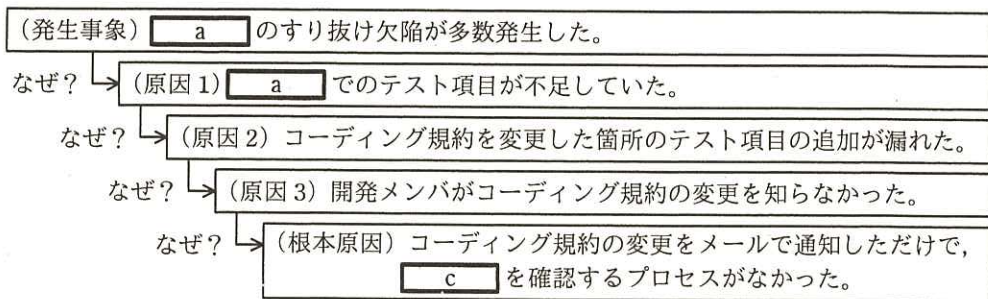 (発生事象) a のすり抜け欠陥が多数発生した。
なぜ? (原因1) a でのテスト項目が不足していた。
なぜ? (原因2) コーディング規約を変更した箇所のテスト項目の追加が漏れた。
なぜ? (原因3) 開発メンバがコーディング規約の変更を知らなかった。
なぜ? (根本原因) コーディング規約の変更をメールで通知しただけで,
c を確認するプロセスがなかった。